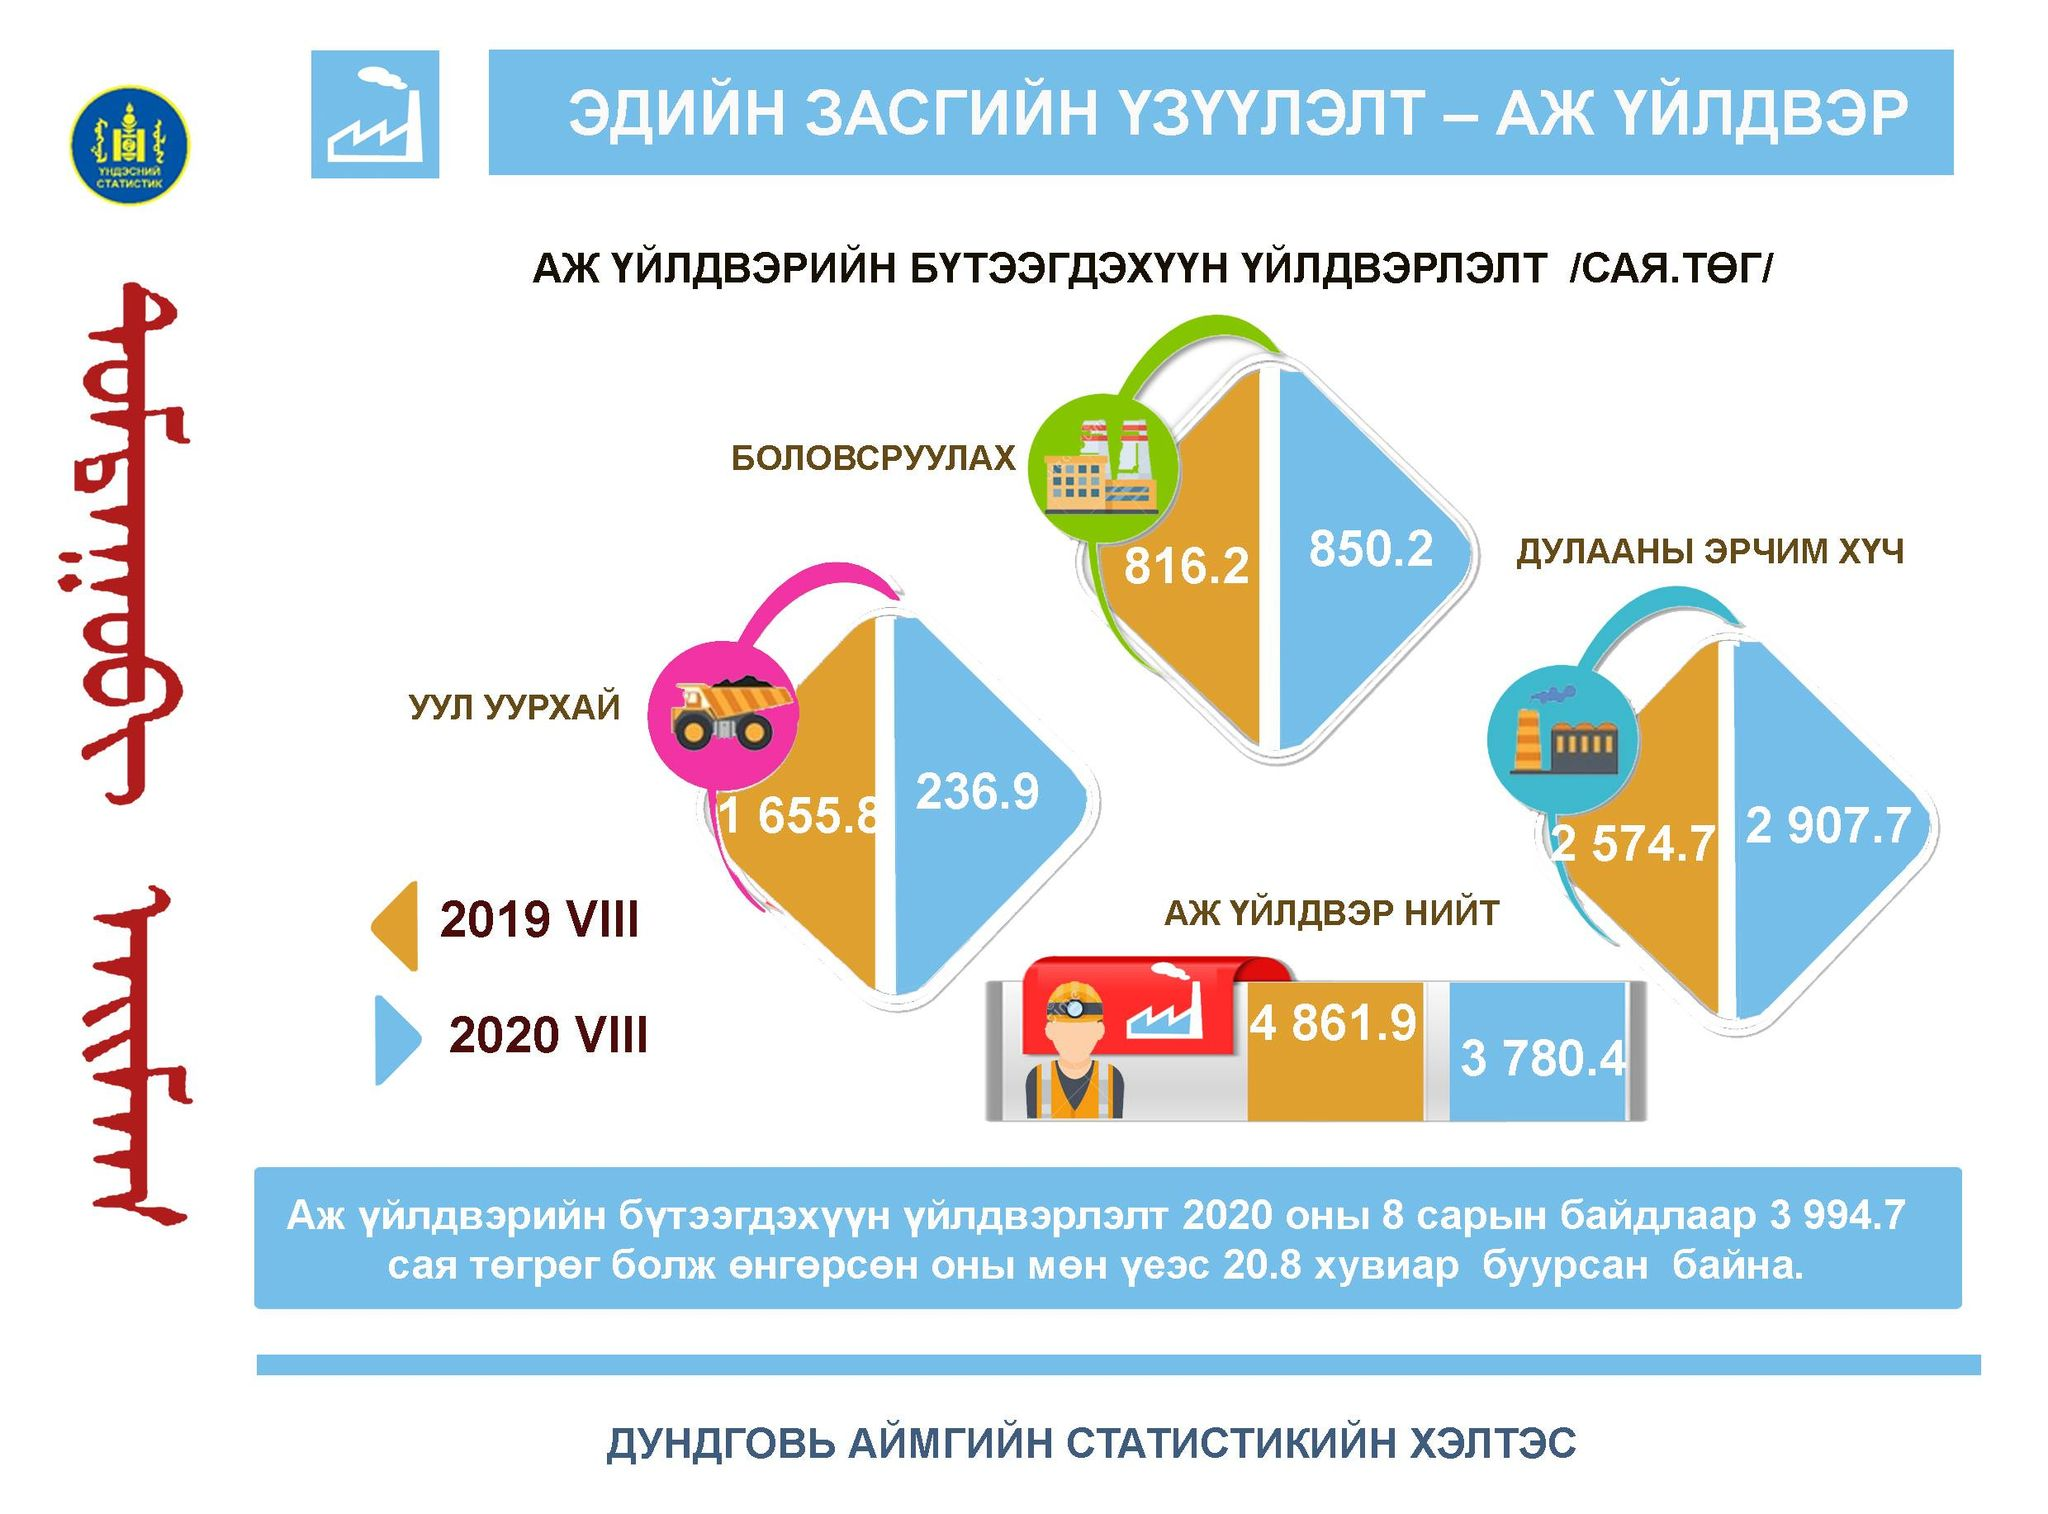 ҮНДЭСНИЙ
СТАТИСТИК
ЭДИЙН ЗАСГИЙН ҮЗҮҮЛЭЛТ – АЖ ҮЙЛДВЭР
АЖ ҮЙЛДВЭРИЙН БҮТЭЭГДЭХҮҮН ҮЙЛДВЭРЛЭЛТ /САЯ.ТӨГ/
БОЛОВСРУУЛАХ
816.2
850.2
ДУЛААНЫ ЭРЧИМ ХҮЧ
2 574.7
2 907.7
УУЛ УУРХАЙ
1 655.8
236.9
2019 VIII
2020 VIII
АЖ ҮЙЛДВЭР НИЙТ
4 861.9
3 780.4
Аж үйлдвэрийн бүтээгдэхүүн үйлдвэрлэлт 2020 оны 8 сарын байдлаар 3 994.7
сая төгрөг болж өнгөрсөн оны мөн үеэс 20.8 хувиар буурсан байна.
ДУНДГОВЬ АЙМГИЙН СТАТИСТИКИЙН ХЭЛТЭС